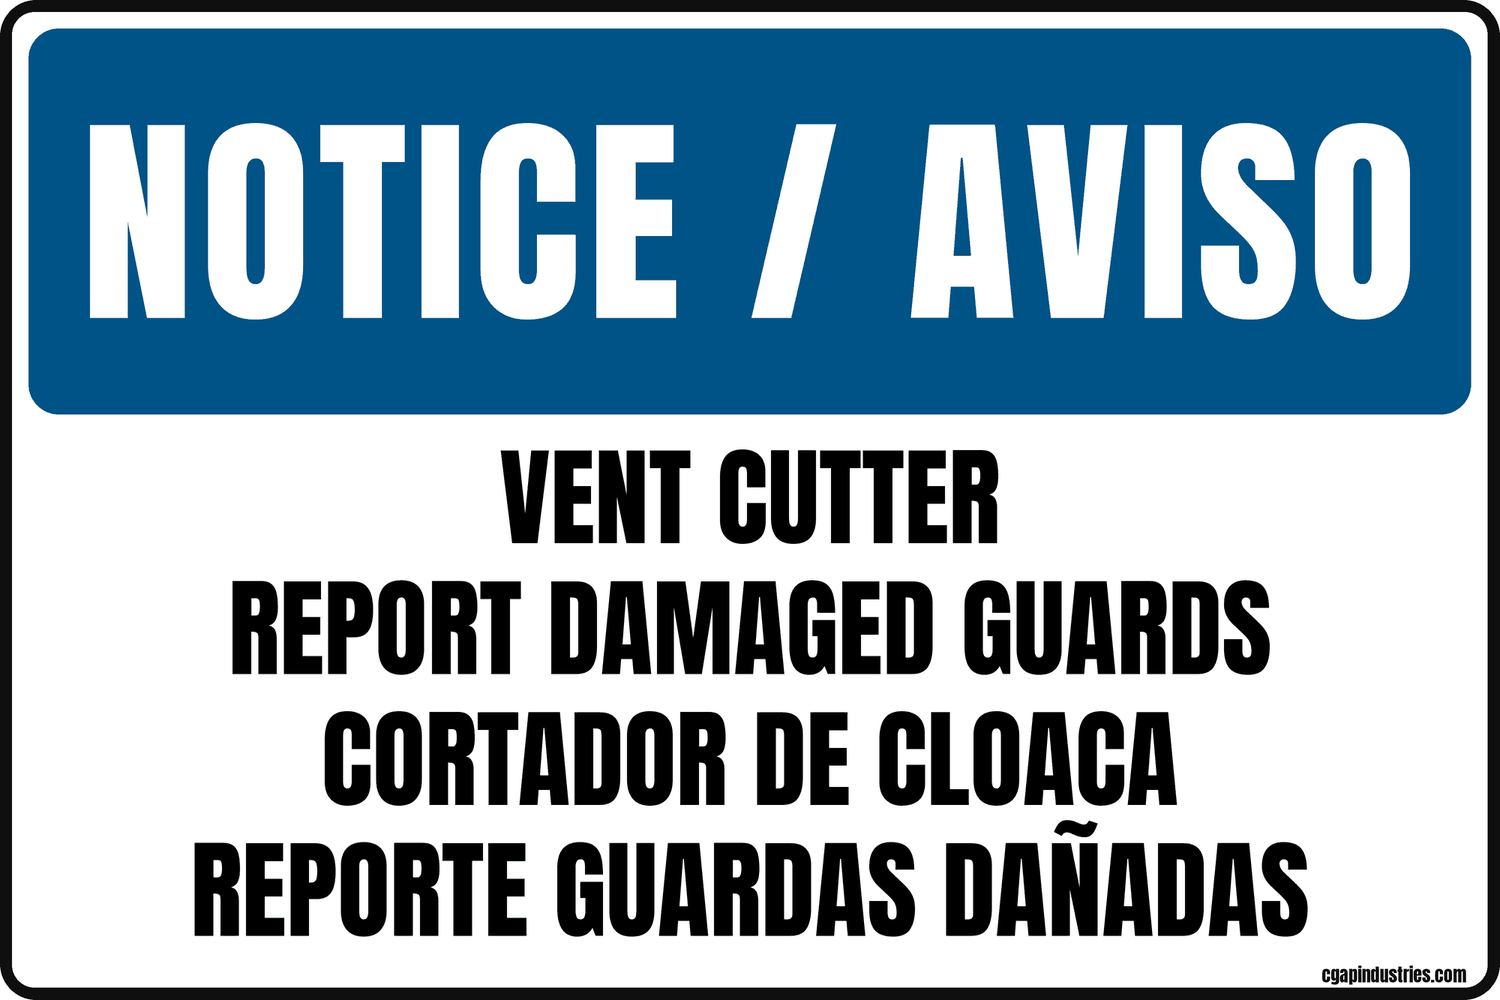 NOTICE / AVISO
VENT CUTTER
REPORT DAMAGED GUARDS
CORTADOR DE CLOACA
REPORTE GUARDAS DAÑADAS
cgapindustries.com